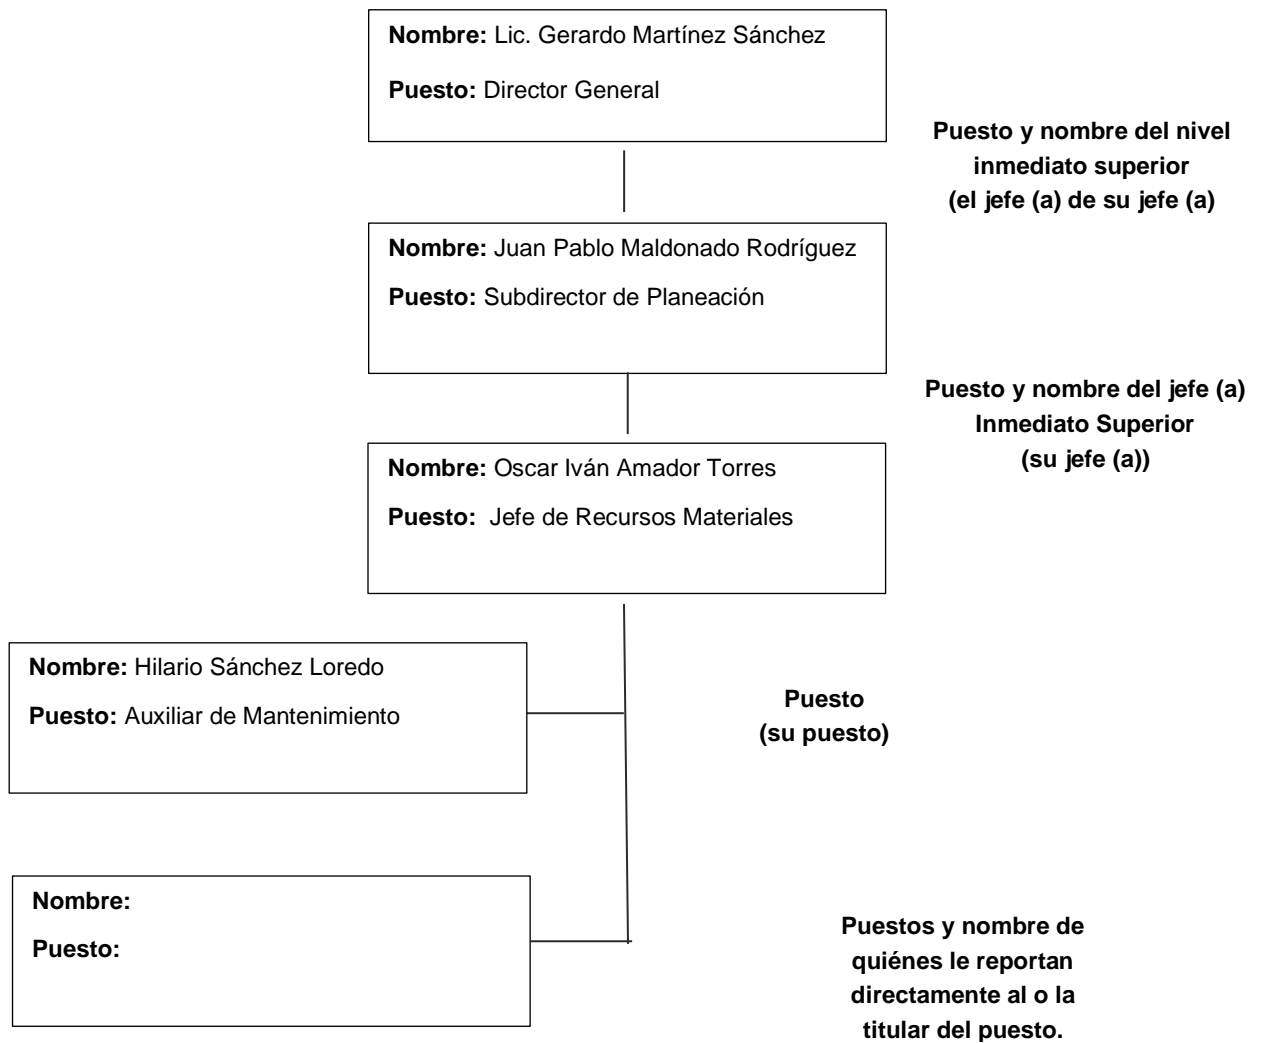 Nombre: Lic. Gerardo Martínez Sánchez
Puesto: Director General
Puesto y nombre del nivel
inmediato superior
(el jefe (a) de su jefe (a)
Nombre: Juan Pablo Maldonado Rodríguez
Puesto: Subdirector de Planeación
Puesto y nombre del jefe (a)
Inmediato Superior
(su jefe (a))
Nombre: Oscar Iván Amador Torres
Puesto: Jefe de Recursos Materiales
Nombre: Hilario Sánchez Loredo
Puesto: Auxiliar de Mantenimiento
Puesto
(su puesto)
Nombre:
Puesto:
Puestos y nombre de
quiénes le reportan
directamente al o la
titular del puesto.